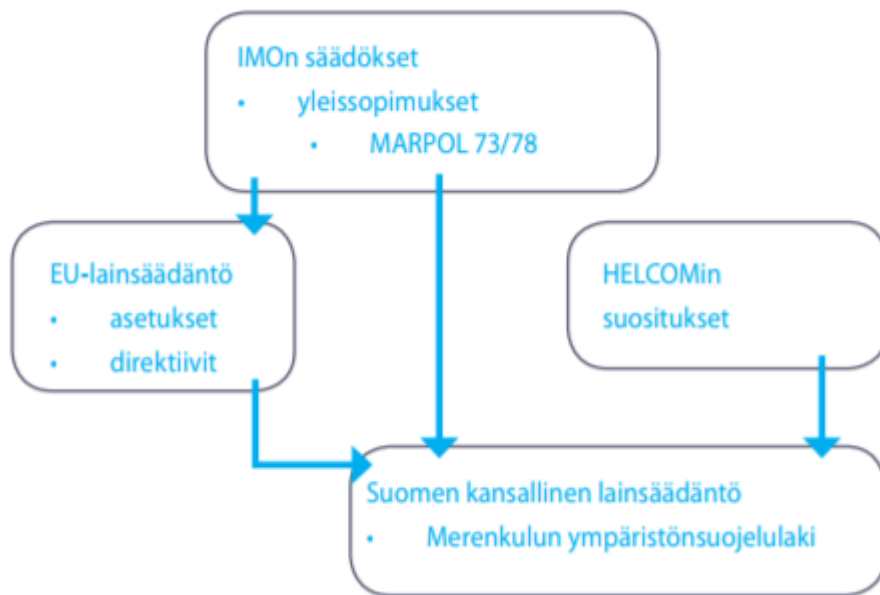 IMOn säädökset
• yleissopimukset
• MARPOL 73/78
EU-lainsäädäntö
• asetukset
• direktiivit
HELCOMin
suositukset
Suomen kansallinen lainsäädäntö
• Merenkulun ympäristönsuojelulaki